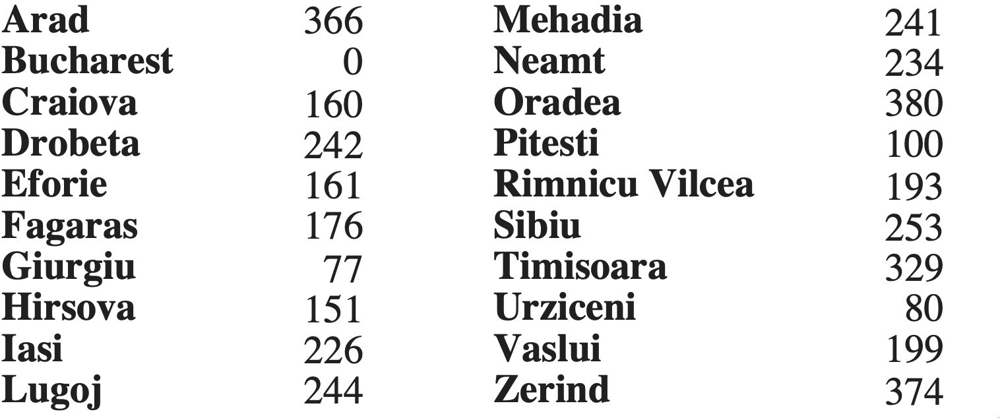 Arad 366 Mehadia 241
Bucharest 0 Neamt 234
Craiova 160 Oradea 380
Drobeta 242 Pitesti 100
Eforie 161 Rimnicu Vilcea 193
Fagaras 176 Sibiu 253
Giurgiu 77 Timisoara 329
Hirsova 151 Urziceni 80
Iasi 226 Vaslui 199
Lugoj 244 Zerind 374